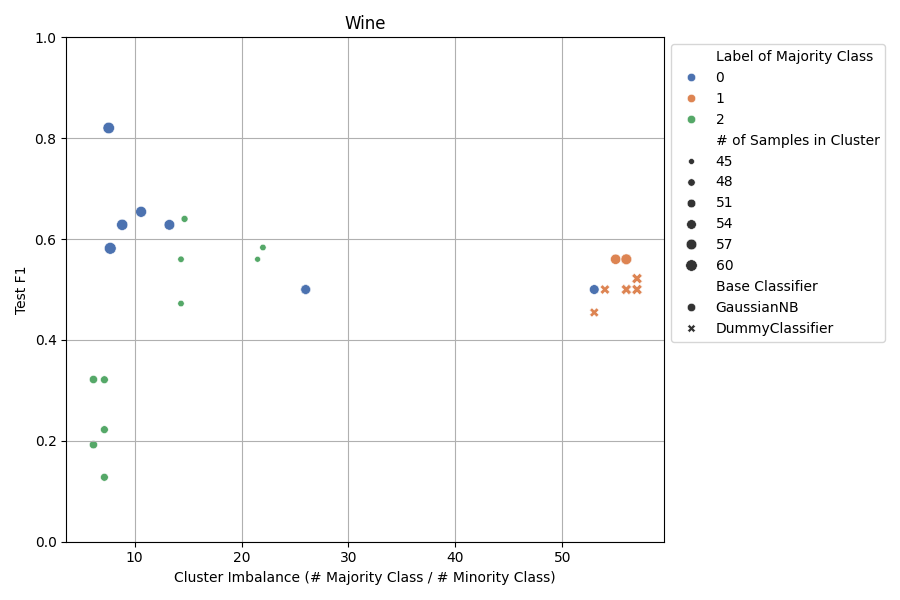 Wine
1.0
0.8
0.6
0.4
0.2
0.0
Test F1
10
20
30
40
50
Cluster Imbalance (# Majority Class / # Minority Class)
Label of Majority Class
0
1
2
# of Samples in Cluster
45
48
51
54
57
60
Base Classifier
GaussianNB
DummyClassifier